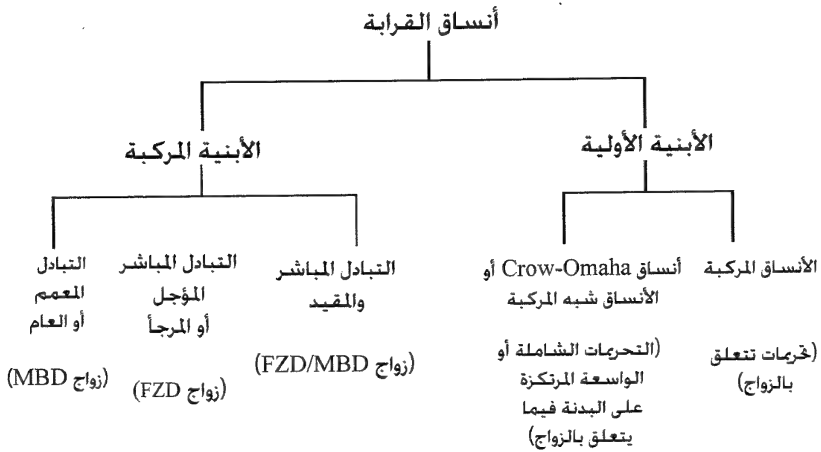 أنساق القرابة
الأبنية الأولية
الأبنية المركبة
الأنساق المركبة
(تحريمات تتعلق
بالزواج)
أنساق Crow-Omaha أو
الأنساق شبه المركبة
(التحريمات الشاملة أو
الواسعة المرتكزة
على البدنة فيما
يتعلق بالزواج)
التبادل المباشر
والمقيد
(زواج FZD/MBD)
التبادل المباشر
المؤجل
أو المرجأ
(زواج FZD)
التبادل
المعمم
أو العام
(زواج MBD)